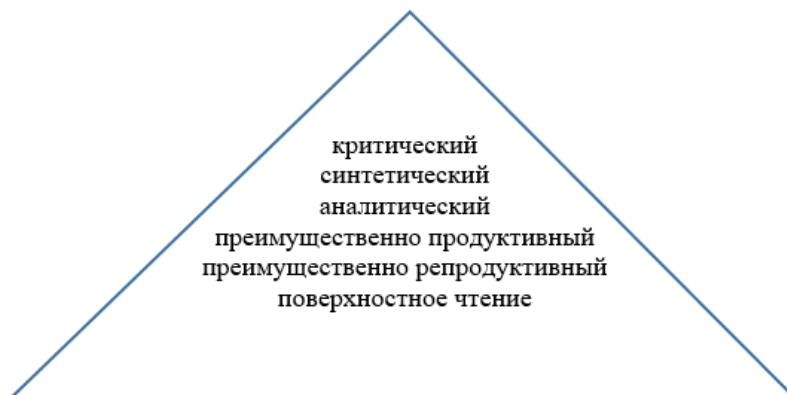 критический
синтетический
аналитический
преимущественно продуктивный
преимущественно репродуктивный
поверхностное чтение